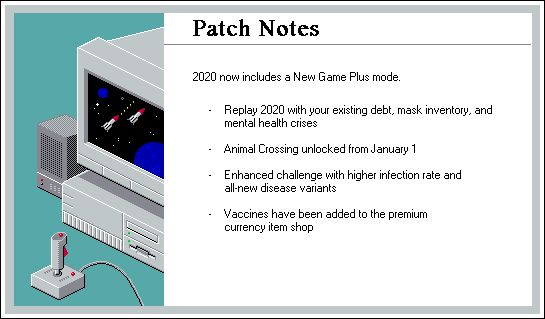 Patch Notes
2020 now includes a New Game Plus mode.
- Replay 2020 with your existing debt, mask inventory, and
mental health crises
- Animal Crossing unlocked from January 1
- Enhanced challenge with higher infection rate and
all-new disease variants
- Vaccines have been added to the premium
currency item shop